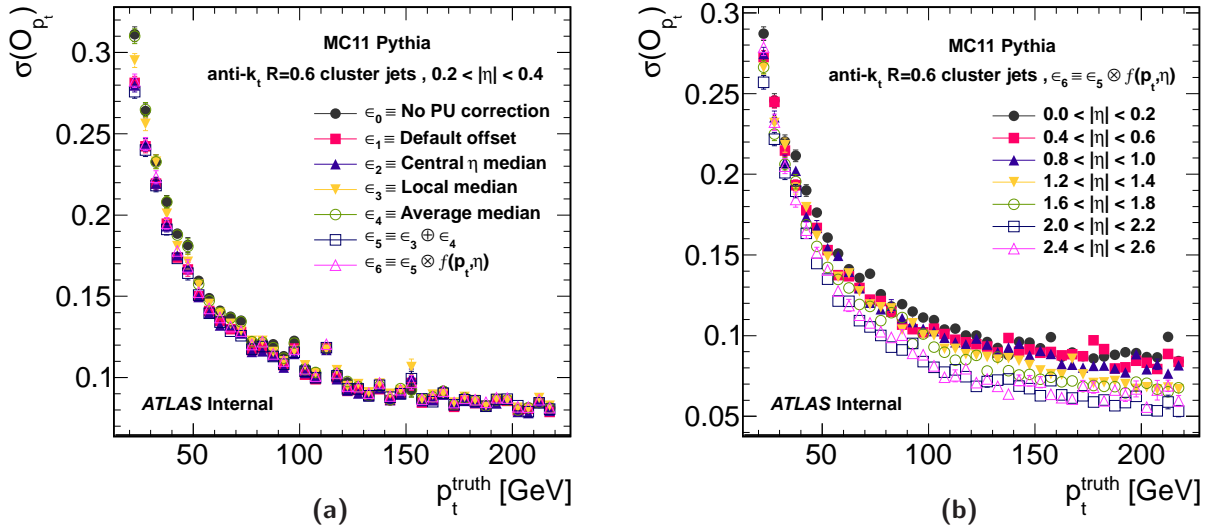 σ(O_{p_t})
0.3
0.25
0.2
0.15
0.1
MC11 Pythia
anti-k_t R=0.6 cluster jets , 0.2 < |η| < 0.4
ϵ_0 ≡ No PU correction
ϵ_1 ≡ Default offset
ϵ_2 ≡ Central η median
ϵ_3 ≡ Local median
ϵ_4 ≡ Average median
ϵ_5 ≡ ϵ_3 ⊕ ϵ_4
ϵ_6 ≡ ϵ_5 ⊗ f(p_t,η)
ATLAS Internal
50 100 150 200
p_t^{truth} [GeV]
(a)
σ(O_{p_t})
0.3
0.25
0.2
0.15
0.1
0.05
MC11 Pythia
anti-k_t R=0.6 cluster jets , ϵ_6 ≡ ϵ_5 ⊗ f(p_t,η)
0.0 < |η| < 0.2
0.4 < |η| < 0.6
0.8 < |η| < 1.0
1.2 < |η| < 1.4
1.6 < |η| < 1.8
2.0 < |η| < 2.2
2.4 < |η| < 2.6
ATLAS Internal
50 100 150 200
p_t^{truth} [GeV]
(b)